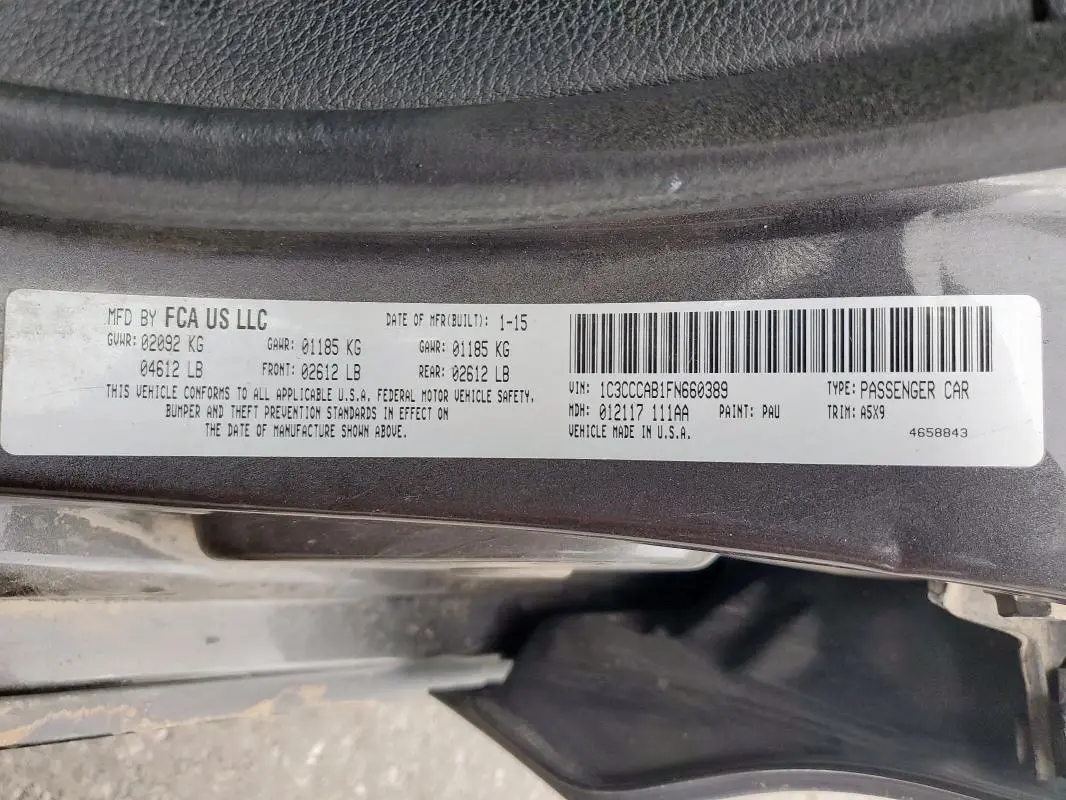 MFD BY FCA US LLC DATE OF MFR(BUILT): 1-15
GVWR: 02092 KG GAWR: 01185 KG GAWR: 01185 KG
04612 LB FRONT: 02612 LB REAR: 02612 LB
THIS VEHICLE CONFORMS TO ALL APPLICABLE U.S.A. FEDERAL MOTOR VEHICLE SAFETY,
BUMPER AND THEFT PREVENTION STANDARDS IN EFFECT ON
THE DATE OF MANUFACTURE SHOWN ABOVE.
VIN: 1C3CCCAB1FN660389 TYPE: PASSENGER CAR
MDH: 012117 111AA PAINT: PAU TRIM: A5X9
VEHICLE MADE IN U.S.A. 4658843